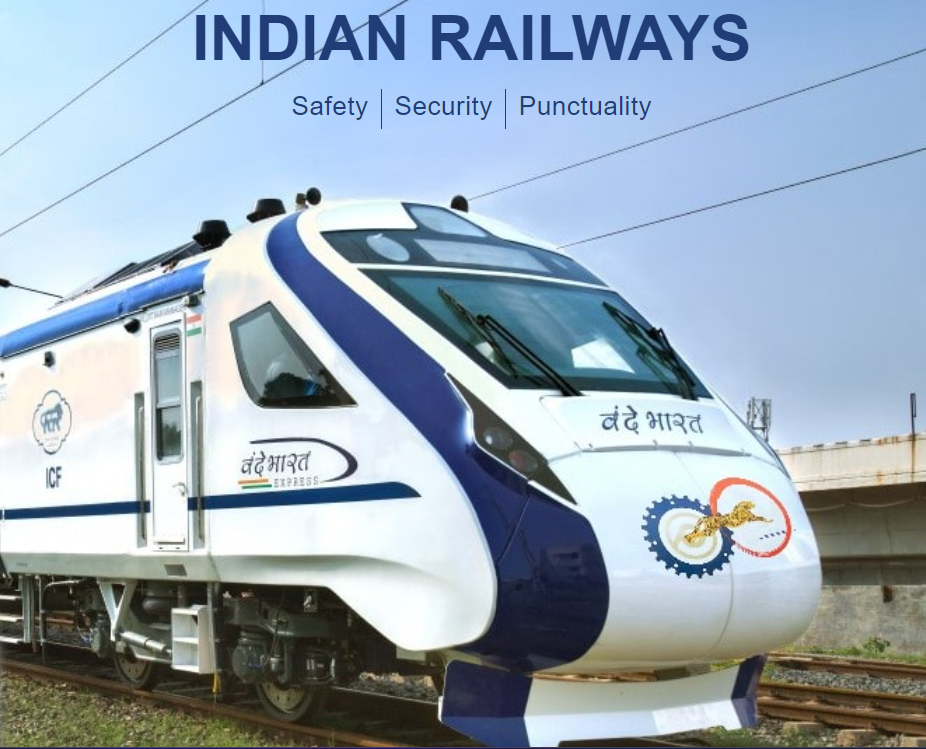 INDIAN RAILWAYS
Safety | Security | Punctuality
वंदे भारत
वंदे भारत
EXPRESS
ICF